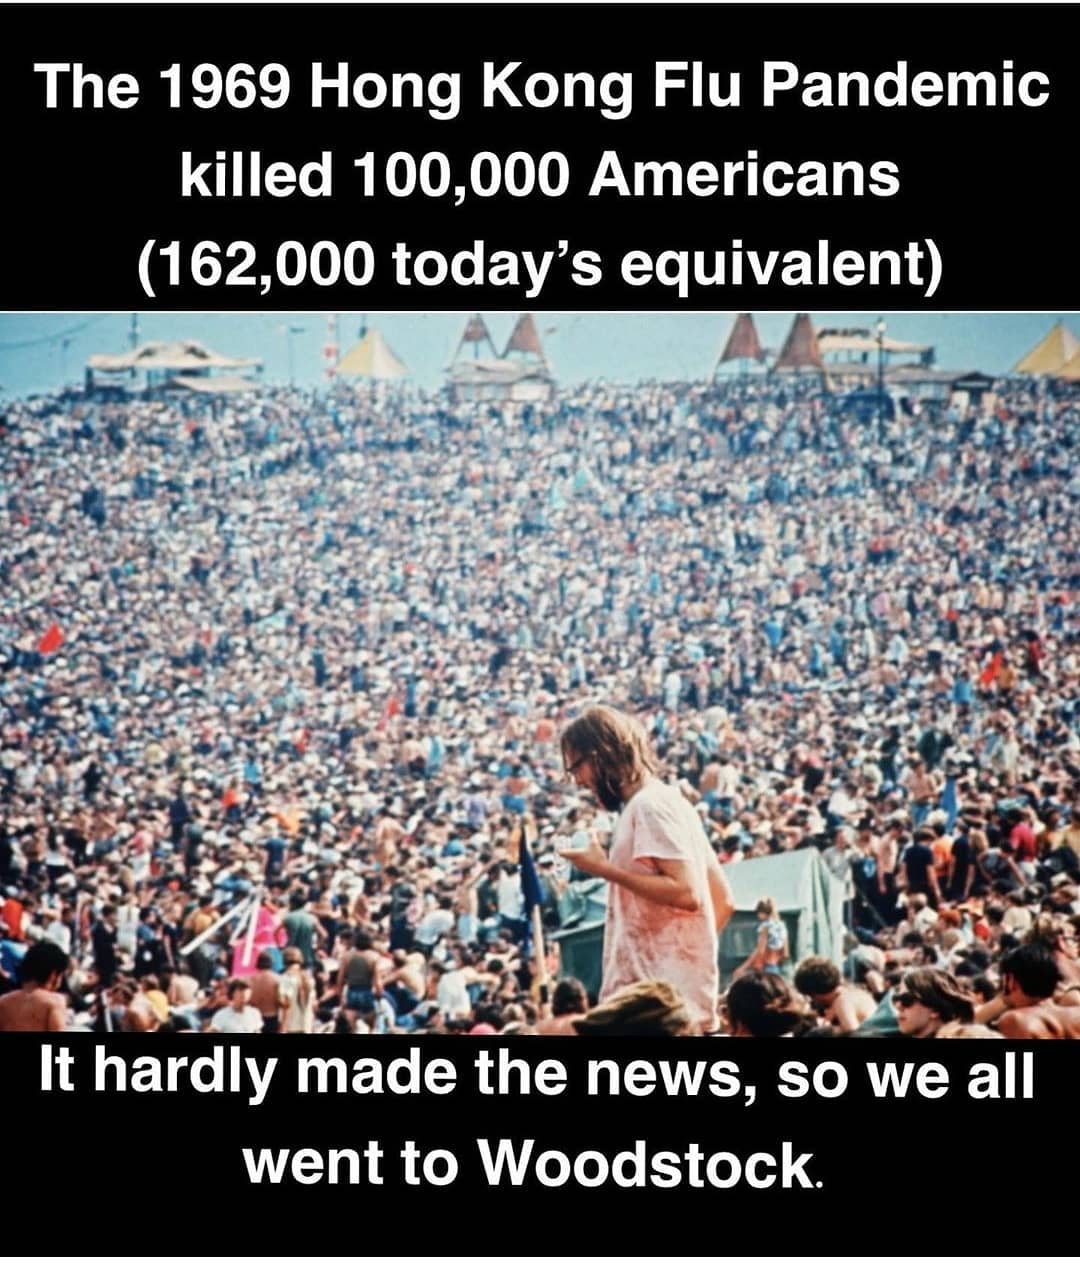 The 1969 Hong Kong Flu Pandemic
killed 100,000 Americans
(162,000 today’s equivalent)
It hardly made the news, so we all
went to Woodstock.